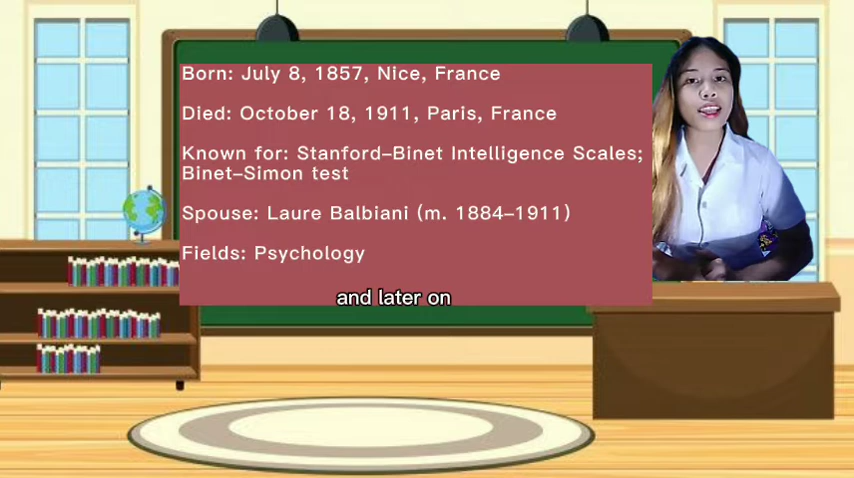 Born: July 8, 1857, Nice, France
Died: October 18, 1911, Paris, France
Known for: Stanford–Binet Intelligence Scales;
Binet–Simon test
Spouse: Laure Balbiani (m. 1884–1911)
Fields: Psychology
and later on